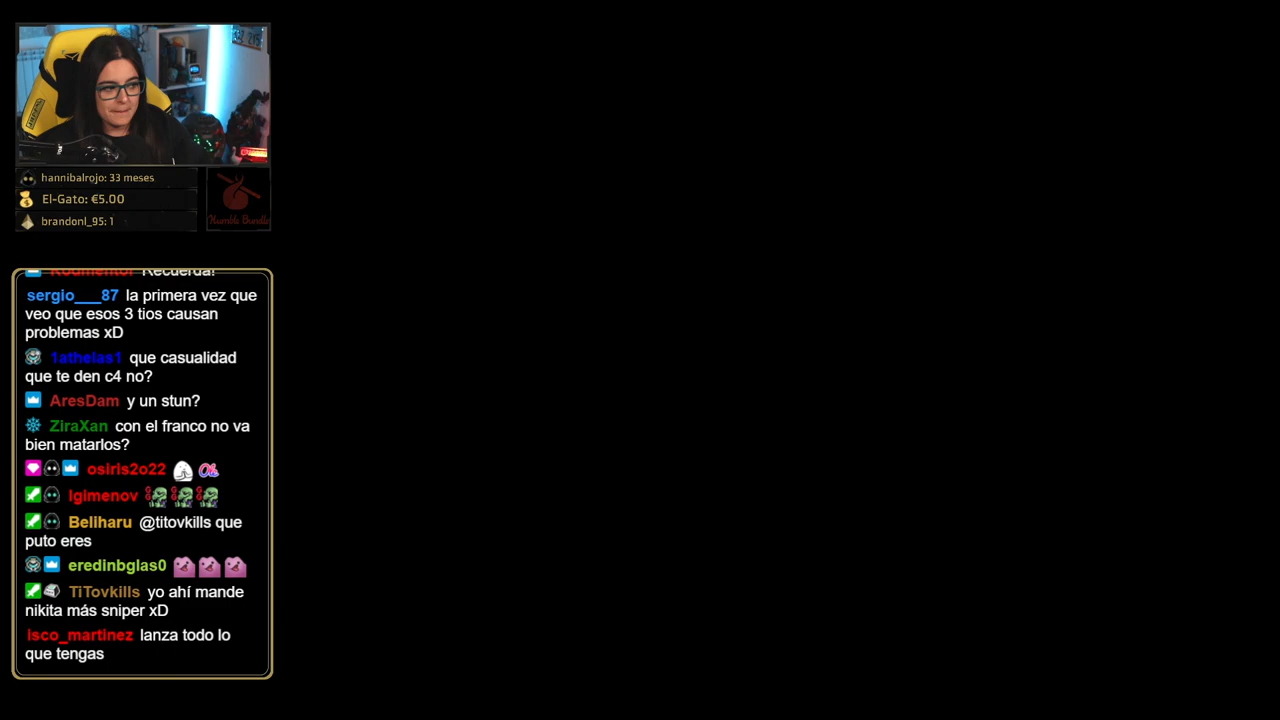 hannibalrojo: 33 meses
El-Gato: €5.00
brandonl_95: 1
Humble Bundle
Recuerda!
sergio___87 la primera vez que
veo que esos 3 tios causan
problemas xD
1athelas1 que casualidad
que te den c4 no?
AresDam y un stun?
ZiraXan con el franco no va
bien matarlos?
osiris2o22
Igimenov
Beliharu @titovkills que
puto eres
eredinbglas0
TiTovkills yo ahí mande
nikita más sniper xD
isco_martinez lanza todo lo
que tengas